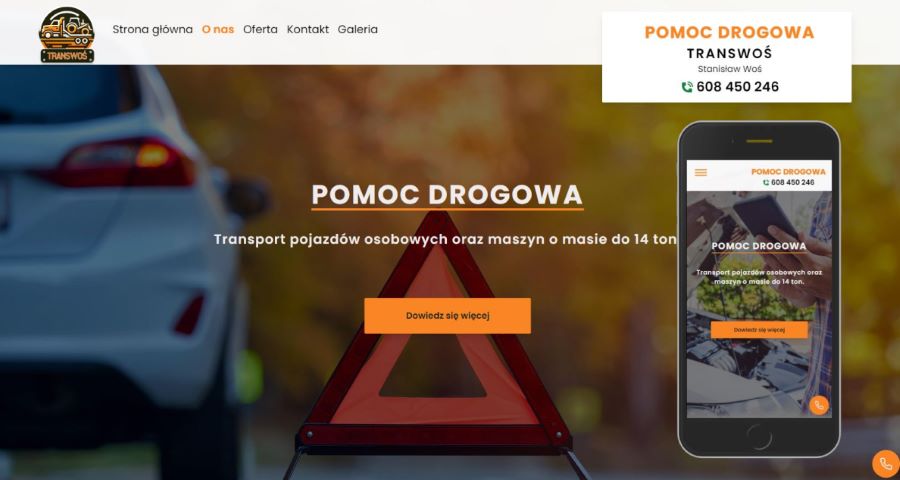 TRANSWOŚ
Strona główna O nas Oferta Kontakt Galeria
POMOC DROGOWA
TRANSWOŚ
Stanisław Woś
608 450 246
POMOC DROGOWA
Transport pojazdów osobowych oraz maszyn o masie do 14 ton
Dowiedz się więcej
POMOC DROGOWA
608 450 246
POMOC DROGOWA
Transport pojazdów osobowych oraz
maszyn o masie do 14 ton.
Dowiedz się więcej